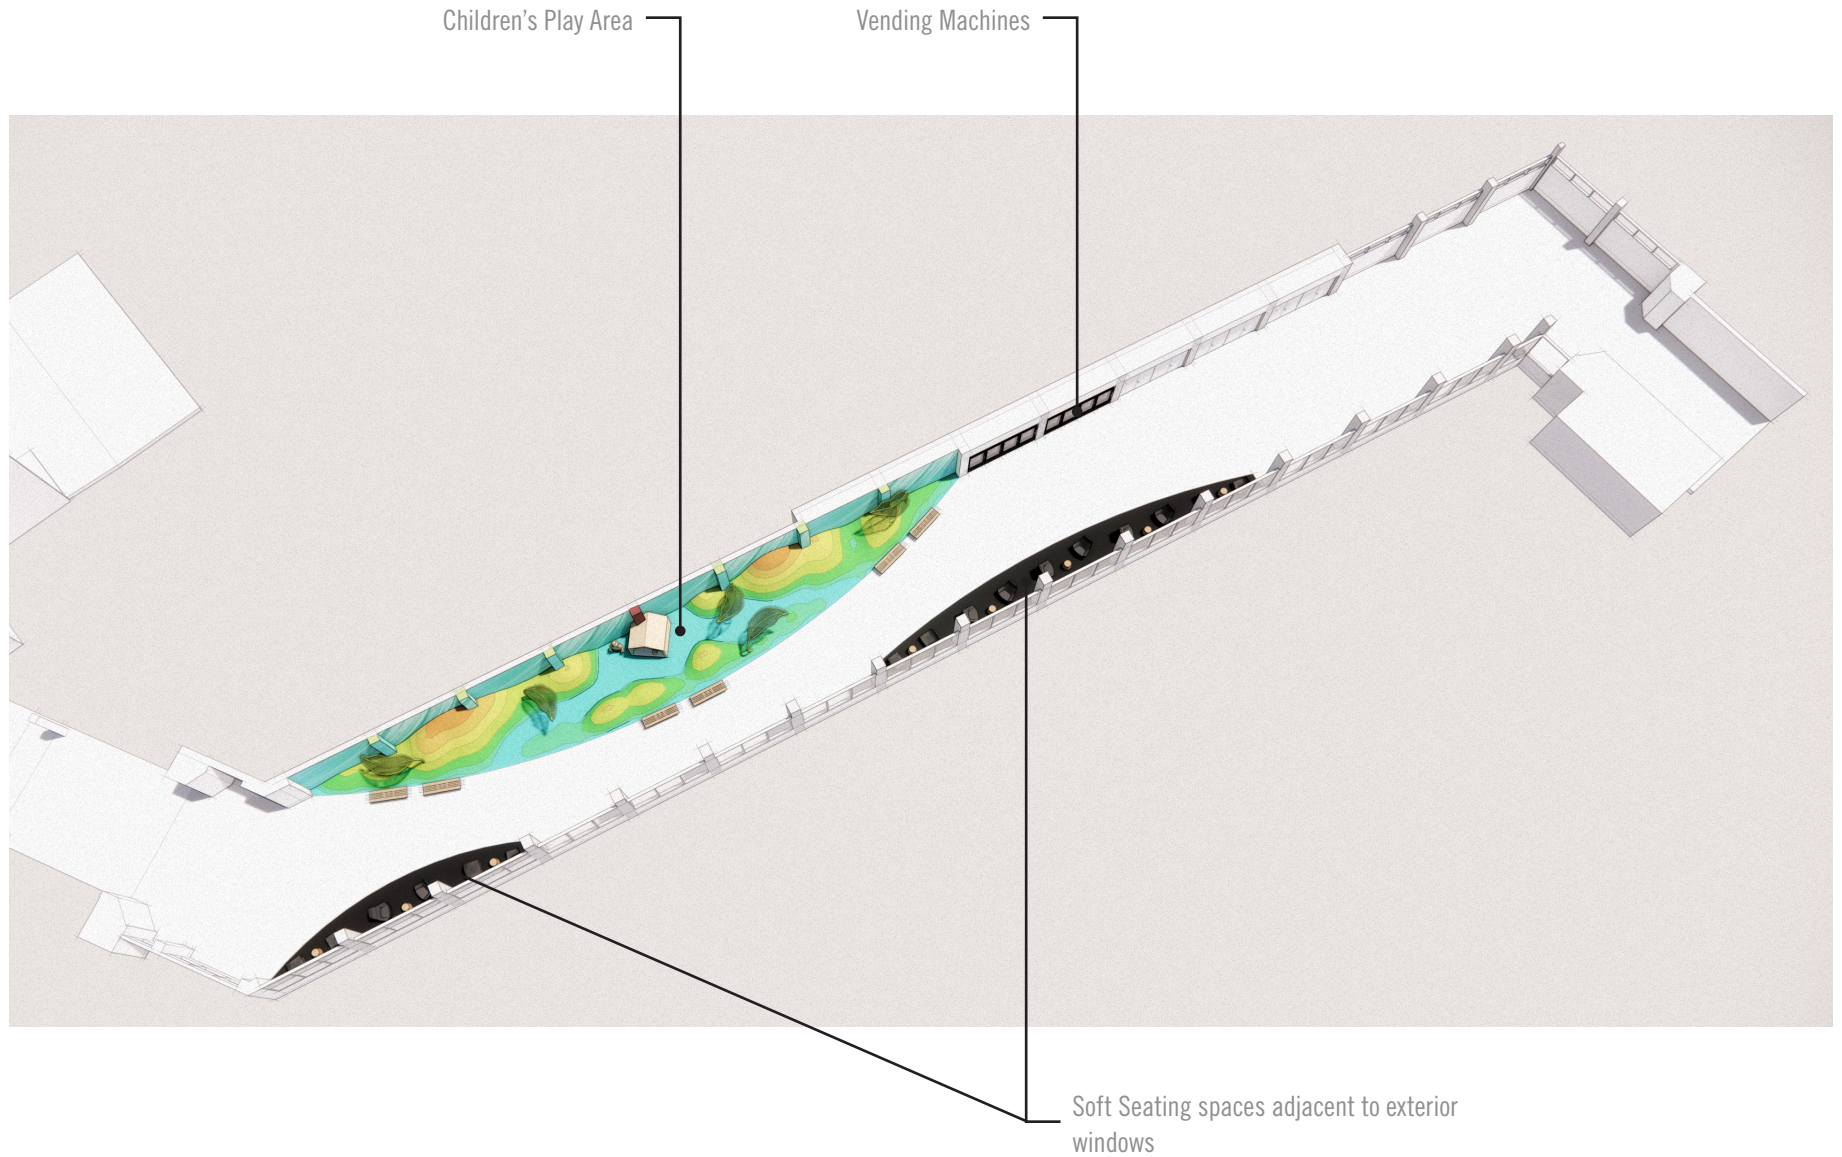 Children’s Play Area
Vending Machines
Soft Seating spaces adjacent to exterior
windows